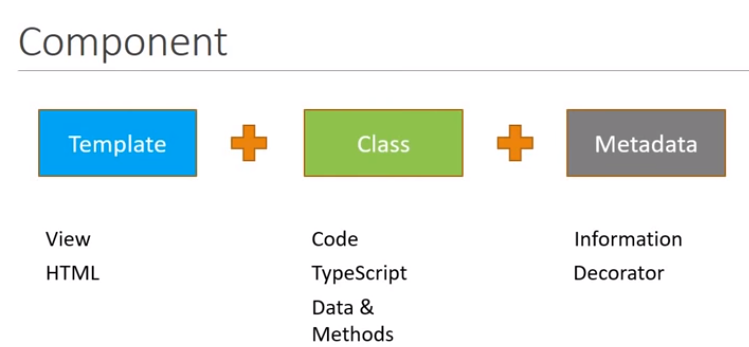 Component
Template
Class
Metadata
View
HTML
Code
TypeScript
Data &
Methods
Information
Decorator